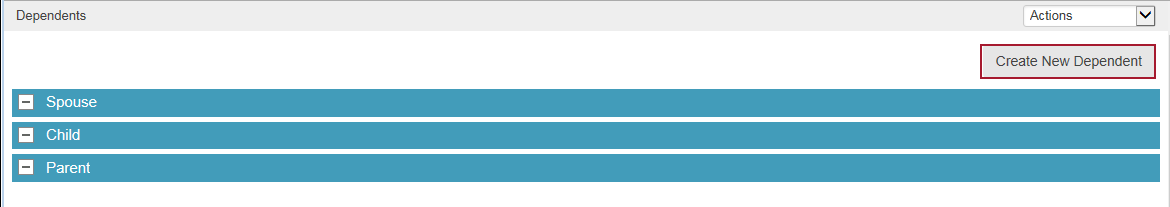 Dependents
Actions
Create New Dependent
Spouse
Child
Parent